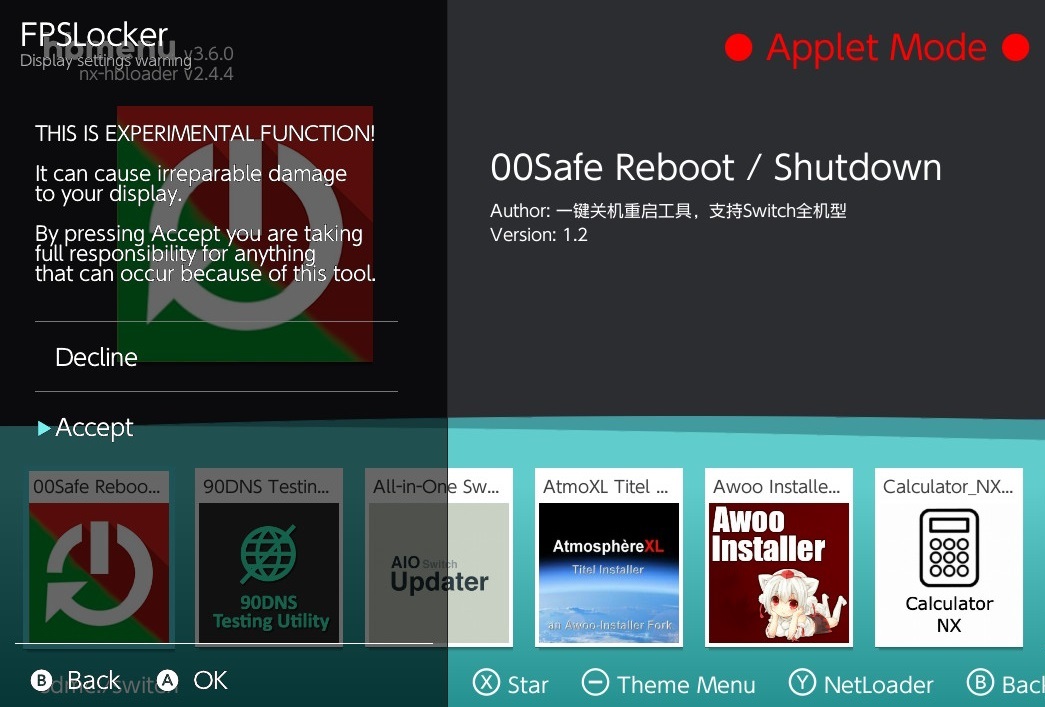 FPSLocker
hbmenu v3.6.0
Display settings warning
nx-hbloader v2.4.4
THIS IS EXPERIMENTAL FUNCTION!
It can cause irreparable damage
to your display.
By pressing Accept you are taking
full responsibility for anything
that can occur because of this tool.
Decline
Accept
Applet Mode
00Safe Reboot / Shutdown
Author: 一键关机重启工具，支持Switch全机型
Version: 1.2
00Safe Reboo...
90DNS Testin...
90DNS
Testing Utility
All-in-One Sw...
AIO Switch
Updater
AtmoXL Titel ...
AtmosphèreXL
Titel Installer
an Awoo-Installer Fork
Awoo Installe...
Awoo
Installer
Calculator_NX...
Calculator
NX
sdmc:/switch
B Back A OK
X Star
Theme Menu
Y NetLoader
B Back